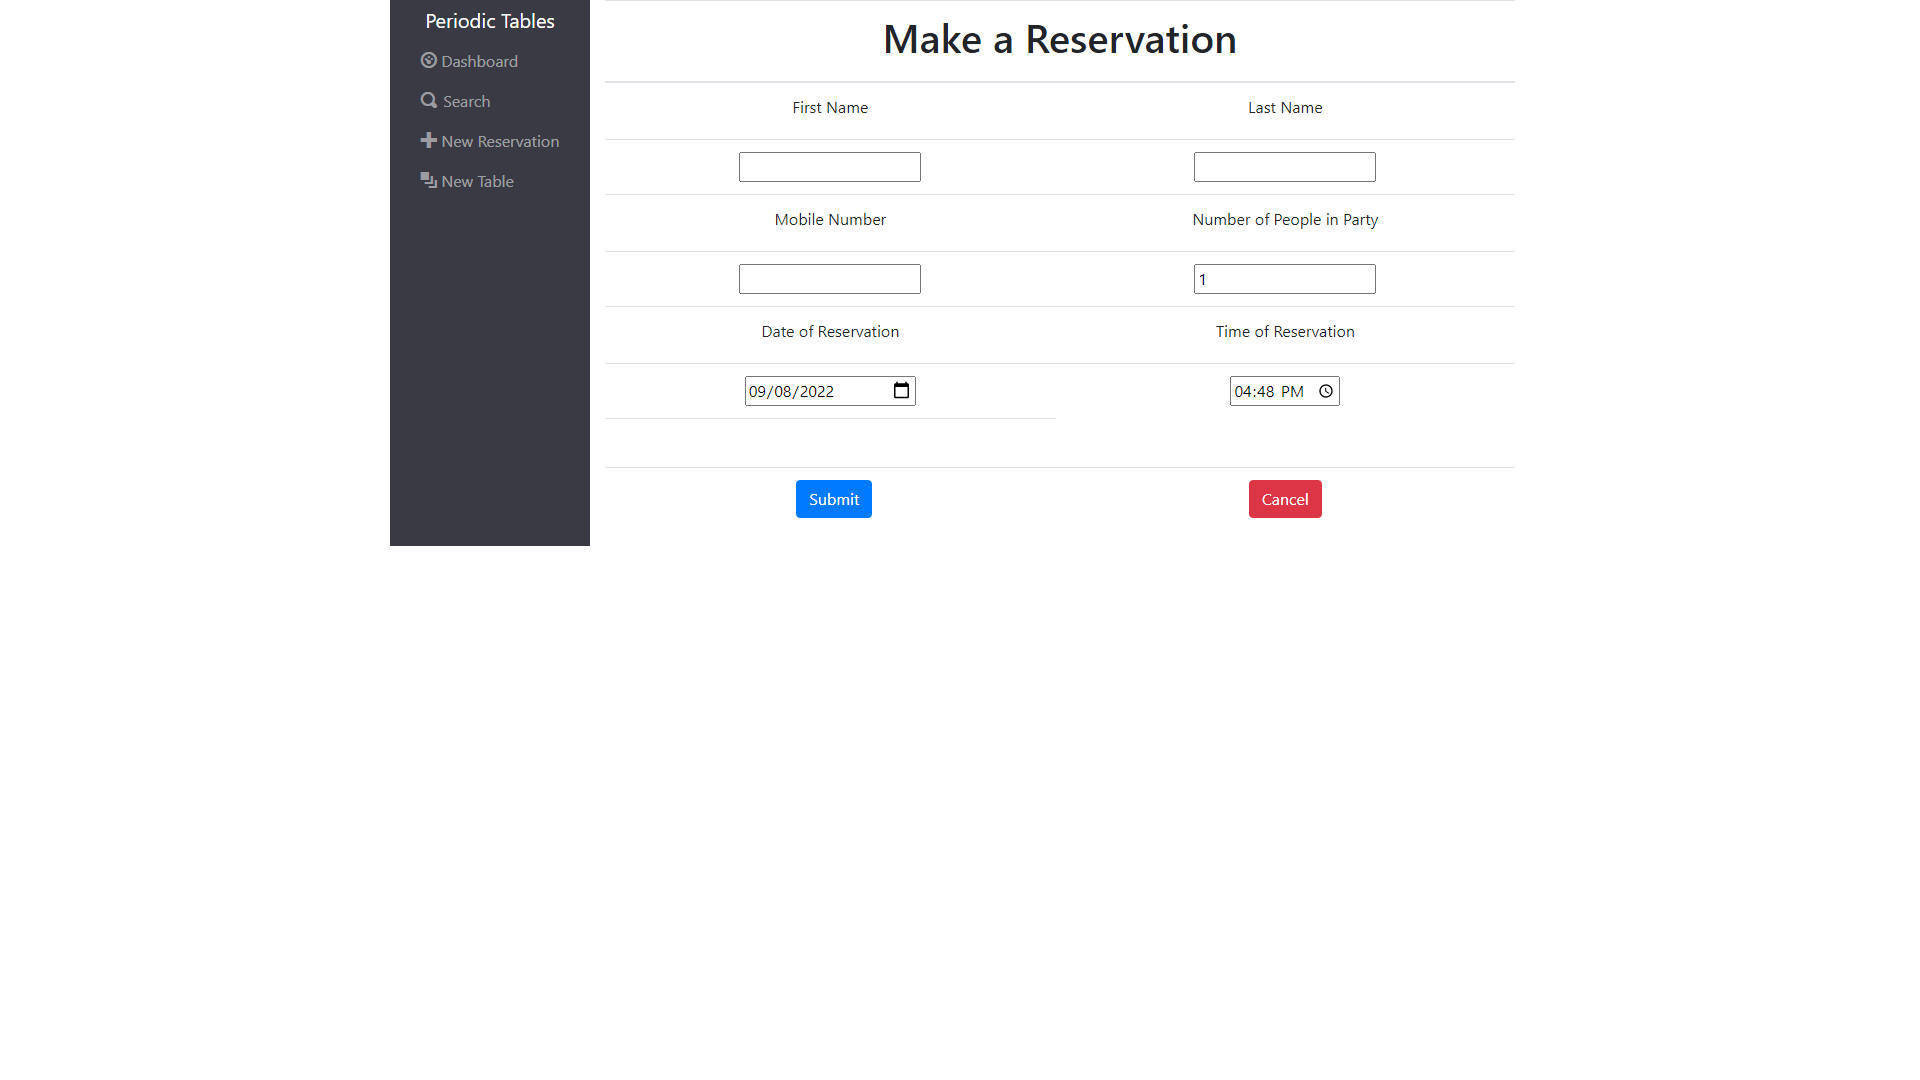 Periodic Tables
Dashboard
Search
New Reservation
New Table
Make a Reservation
First Name
Last Name
Mobile Number
Number of People in Party
1
Date of Reservation
Time of Reservation
09/08/2022
04:48 PM
Submit
Cancel